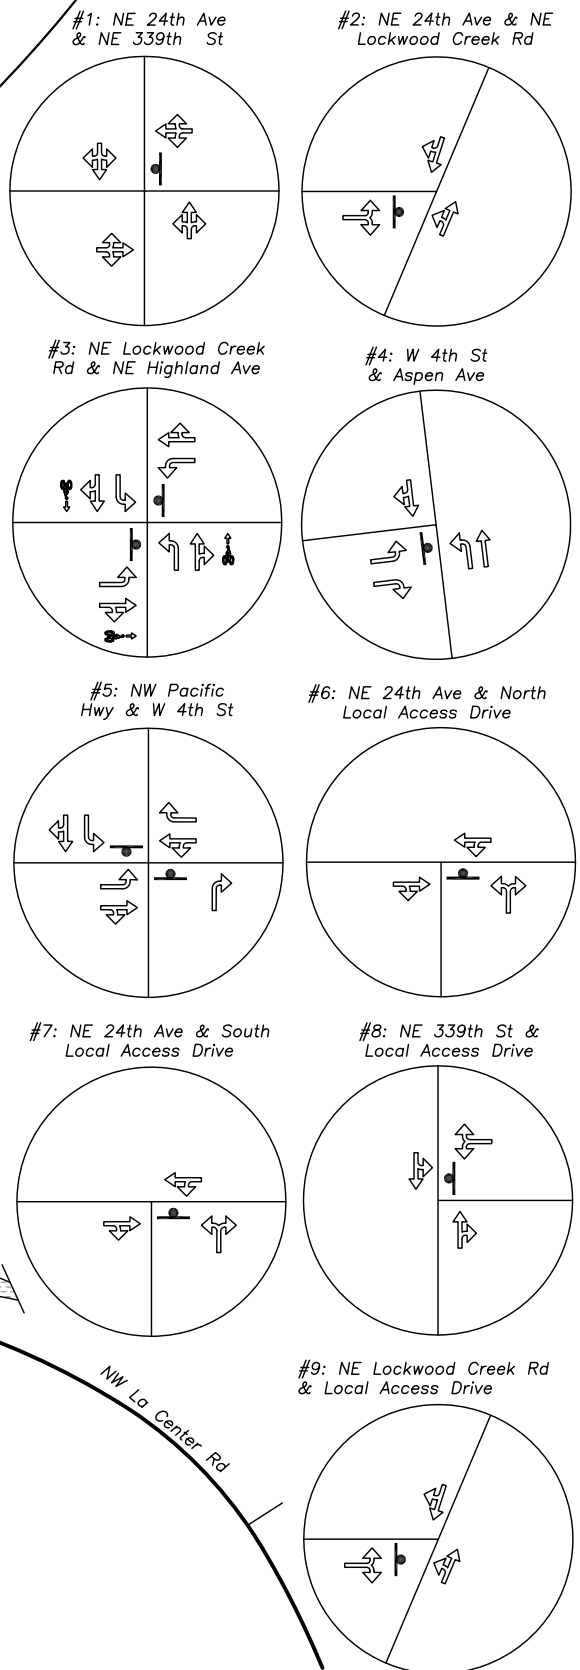 #1: NE 24th Ave
& NE 339th St
#2: NE 24th Ave & NE
Lockwood Creek Rd
#3: NE Lockwood Creek
Rd & NE Highland Ave
#4: W 4th St
& Aspen Ave
#5: NW Pacific
Hwy & W 4th St
#6: NE 24th Ave & North
Local Access Drive
#7: NE 24th Ave & South
Local Access Drive
#8: NE 339th St &
Local Access Drive
#9: NE Lockwood Creek Rd
& Local Access Drive
NW La Center Rd